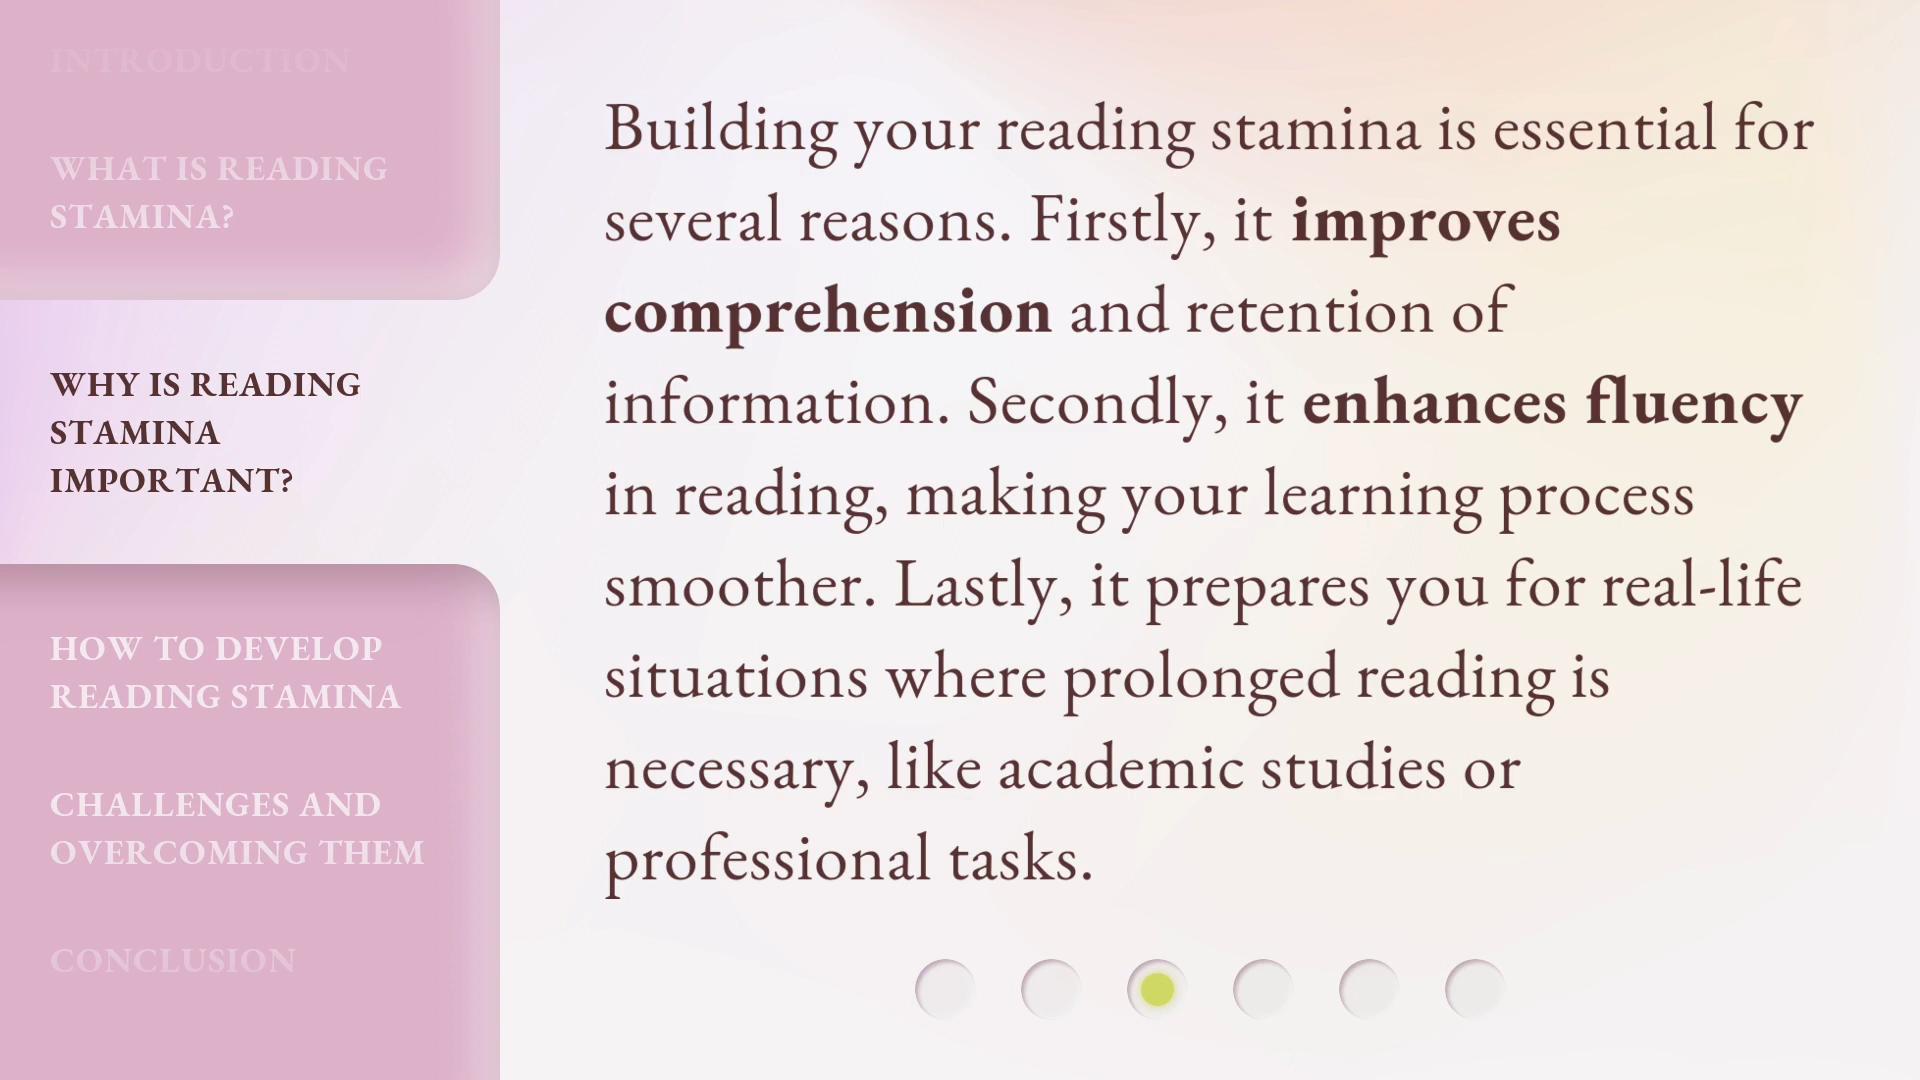 INTRODUCTION
WHAT IS READING
STAMINA?
WHY IS READING
STAMINA
IMPORTANT?
HOW TO DEVELOP
READING STAMINA
CHALLENGES AND
OVERCOMING THEM
CONCLUSION
Building your reading stamina is essential for
several reasons. Firstly, it improves
comprehension and retention of
information. Secondly, it enhances fluency
in reading, making your learning process
smoother. Lastly, it prepares you for real-life
situations where prolonged reading is
necessary, like academic studies or
professional tasks.